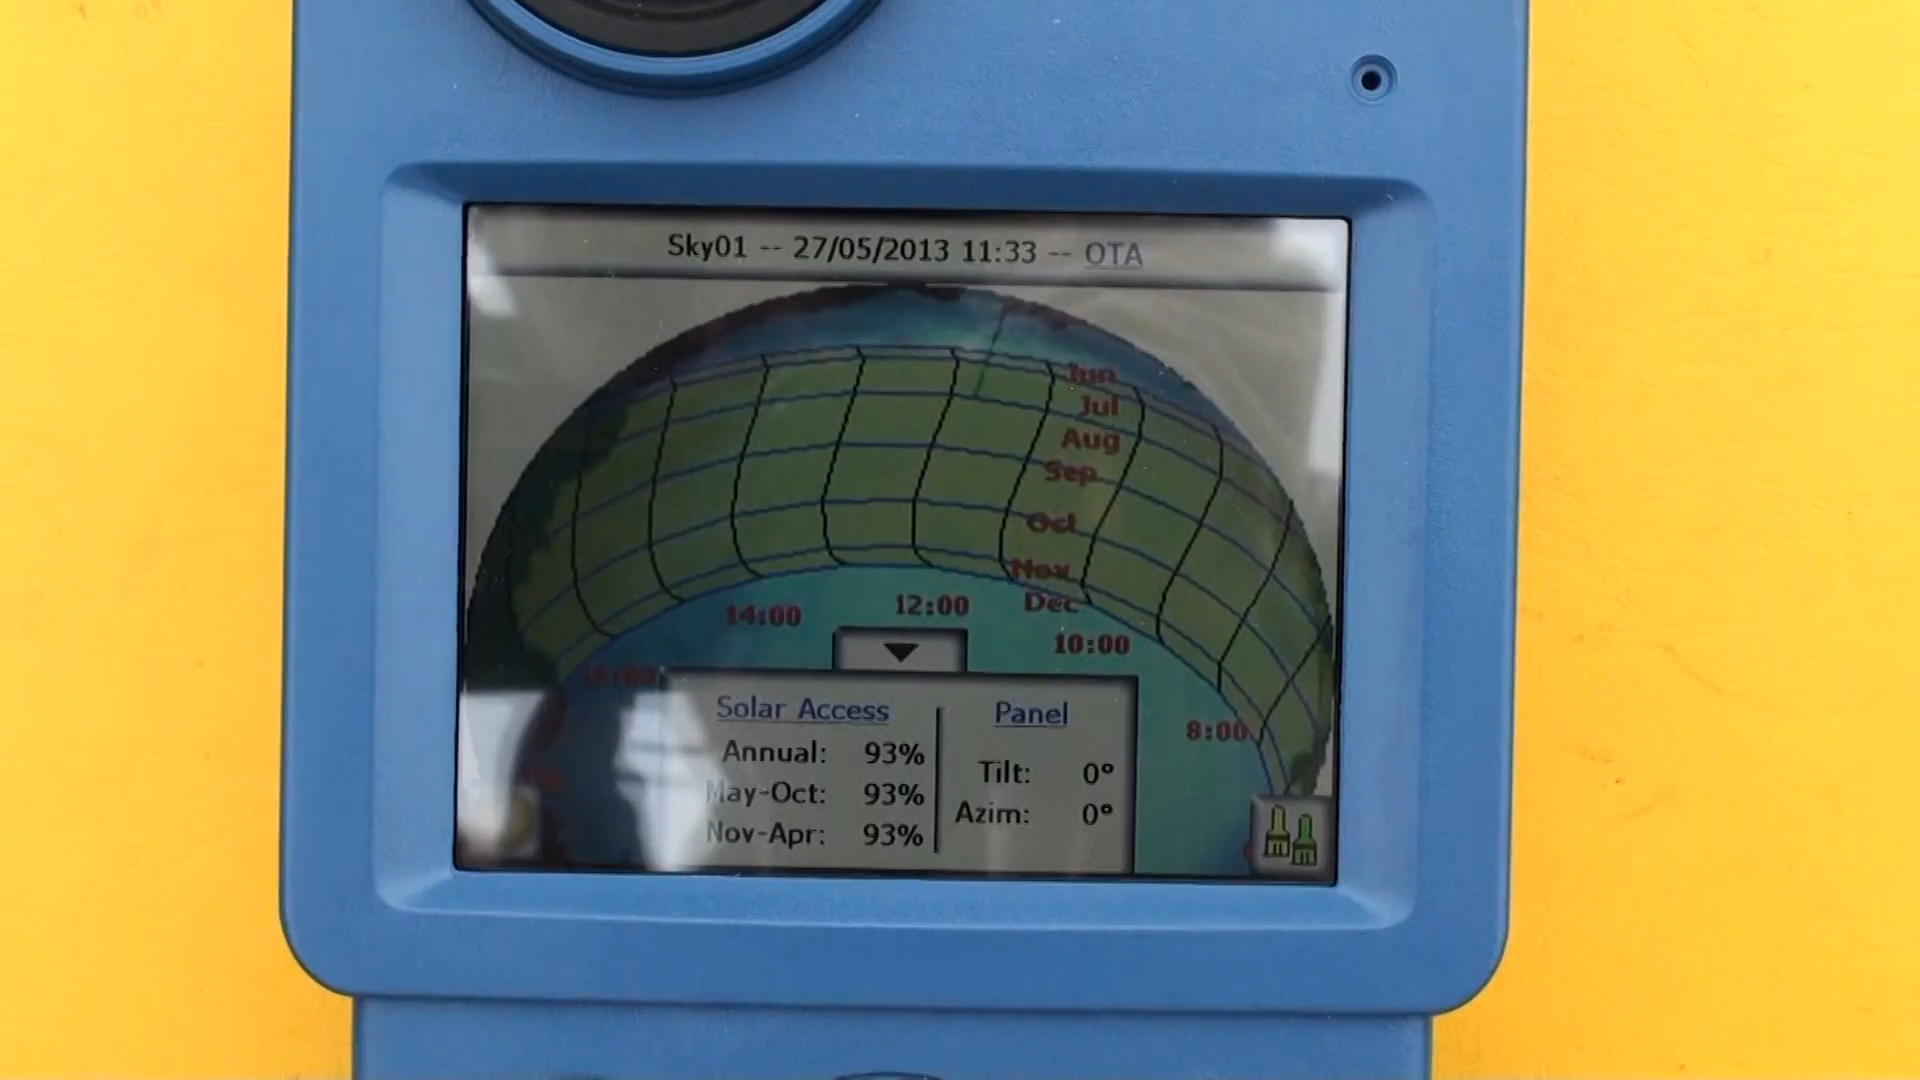 Sky01 -- 27/05/2013 11:33 -- OTA
Jun
Jul
Aug
Sep
Oct
Nov
Dec
14:00
12:00
10:00
8:00
Solar Access
Annual: 93%
May-Oct: 93%
Nov-Apr: 93%
Panel
Tilt: 0°
Azim: 0°